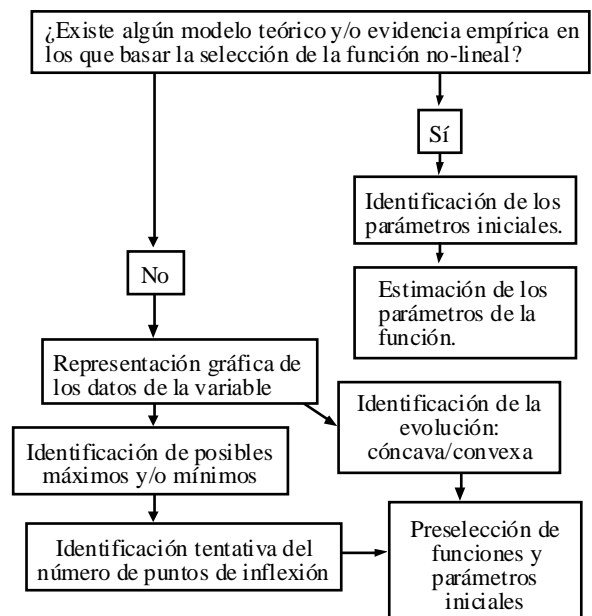 ¿Existe algún modelo teórico y/o evidencia empírica en
los que basar la selección de la función no-lineal?
Sí
Identificación de los
parámetros iniciales.
No
Estimación de los
parámetros de la
función.
Representación gráfica de
los datos de la variable
Identificación de la
evolución:
cóncava/convexa
Identificación de posibles
máximos y/o mínimos
Identificación tentativa del
número de puntos de inflexión
Preselección de
funciones y
parámetros
iniciales